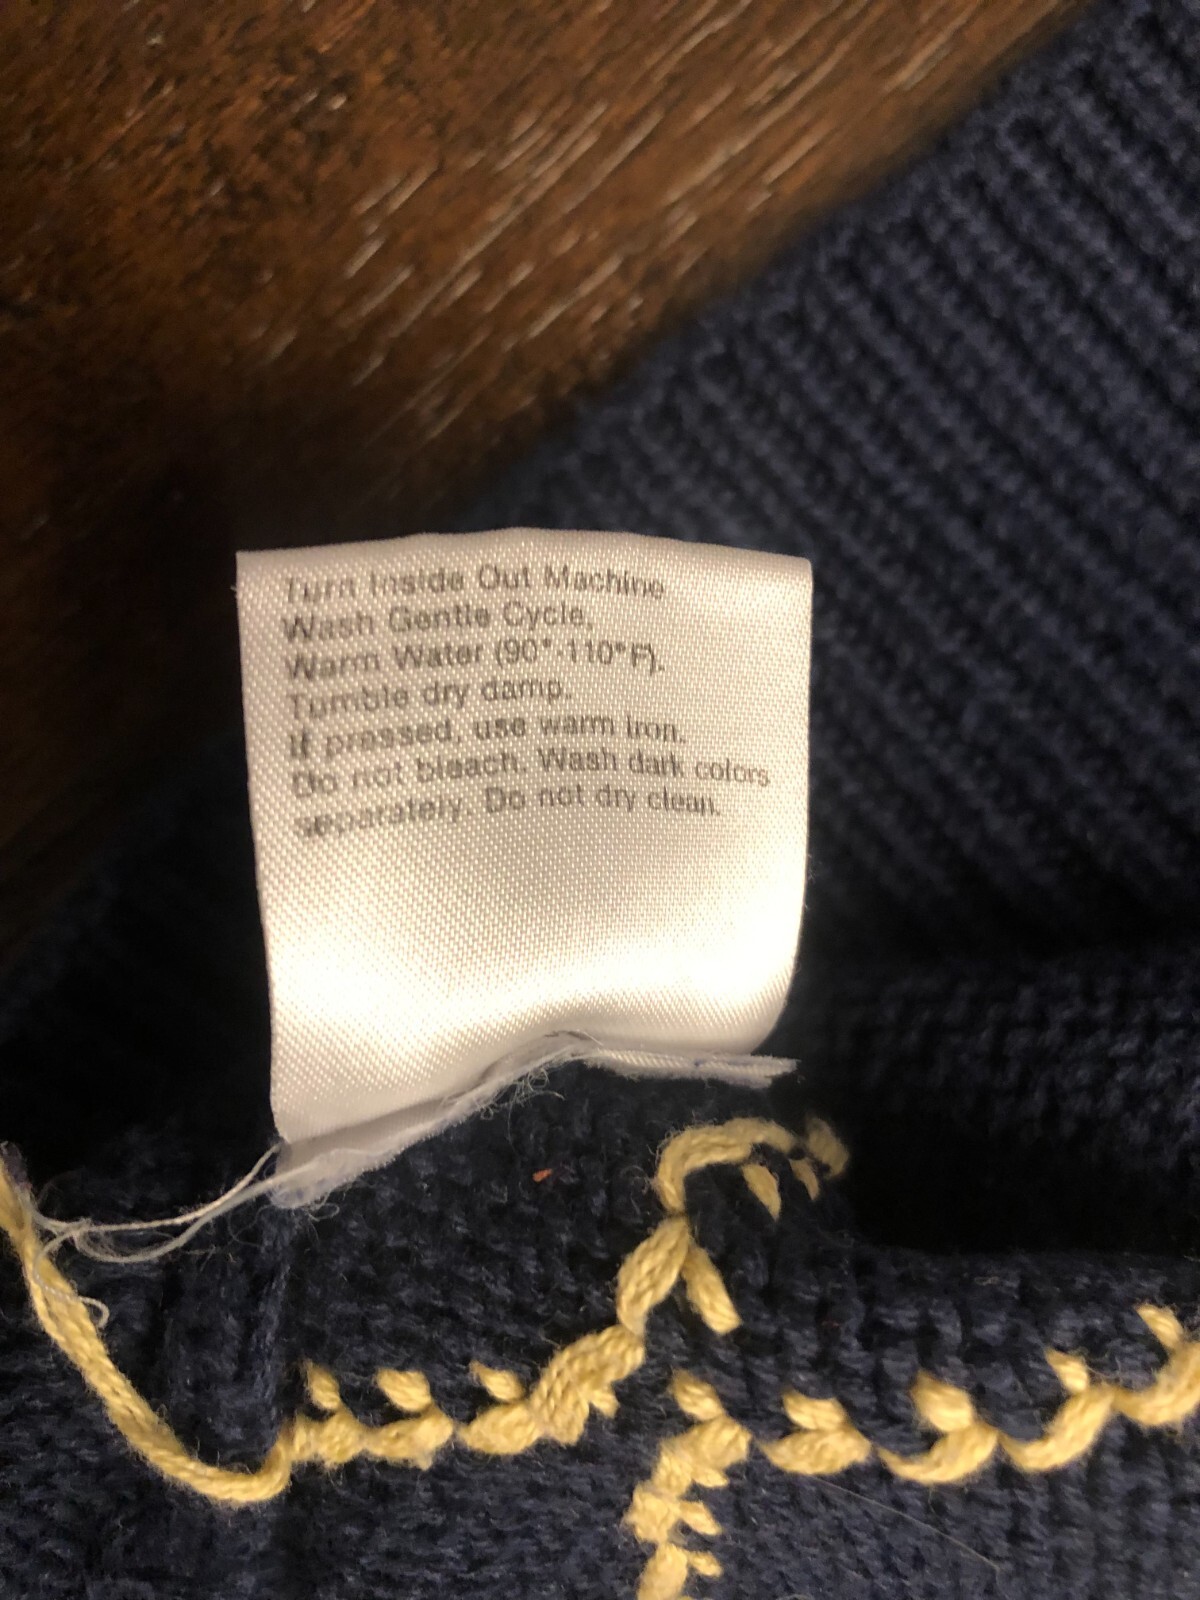 Turn Inside Out Machine
Wash Gentle Cycle.
Warm Water (90°-110°F).
Tumble dry damp.
If pressed, use warm iron.
Do not bleach. Wash dark colors
separately. Do not dry clean.